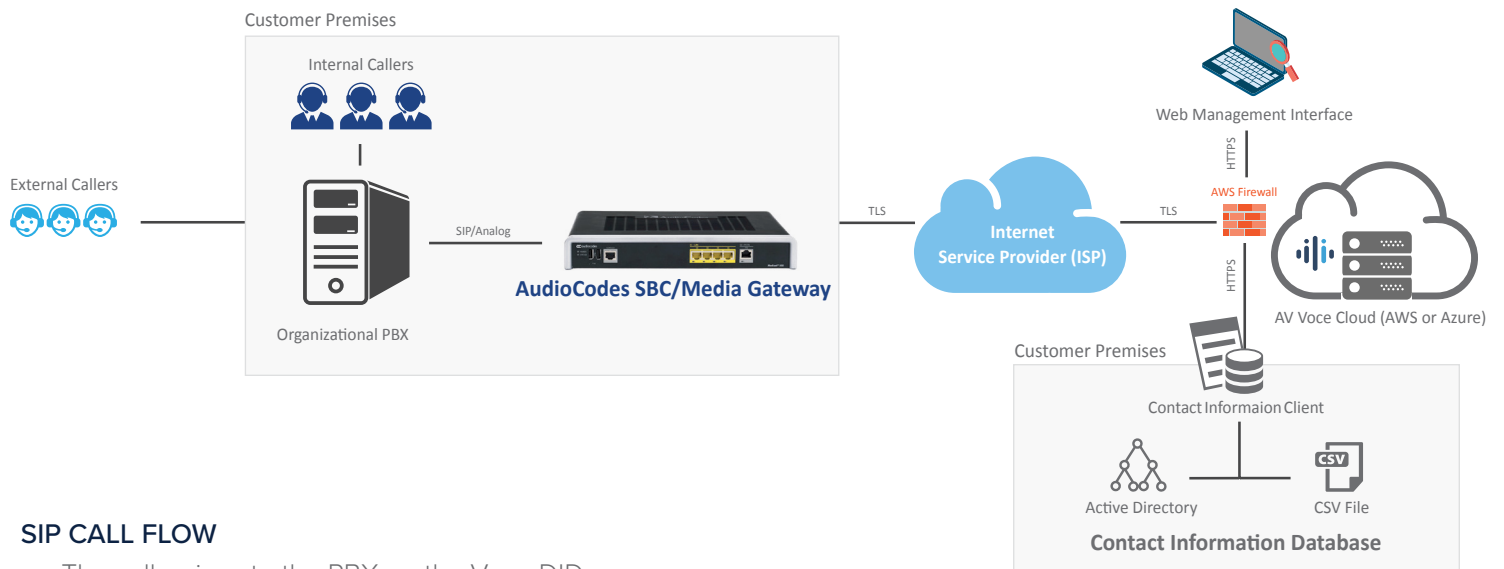 Customer Premises
Internal Callers
External Callers
SIP/Analog
AudioCodes SBC/Media Gateway
Organizational PBX
TLS
Internet
Service Provider (ISP)
TLS
Web Management Interface
HTTPS
AWS Firewall
HTTPS
AV Voce Cloud (AWS or Azure)
Customer Premises
Contact Informaion Client
Active Directory
CSV
CSV File
Contact Information Database
SIP CALL FLOW